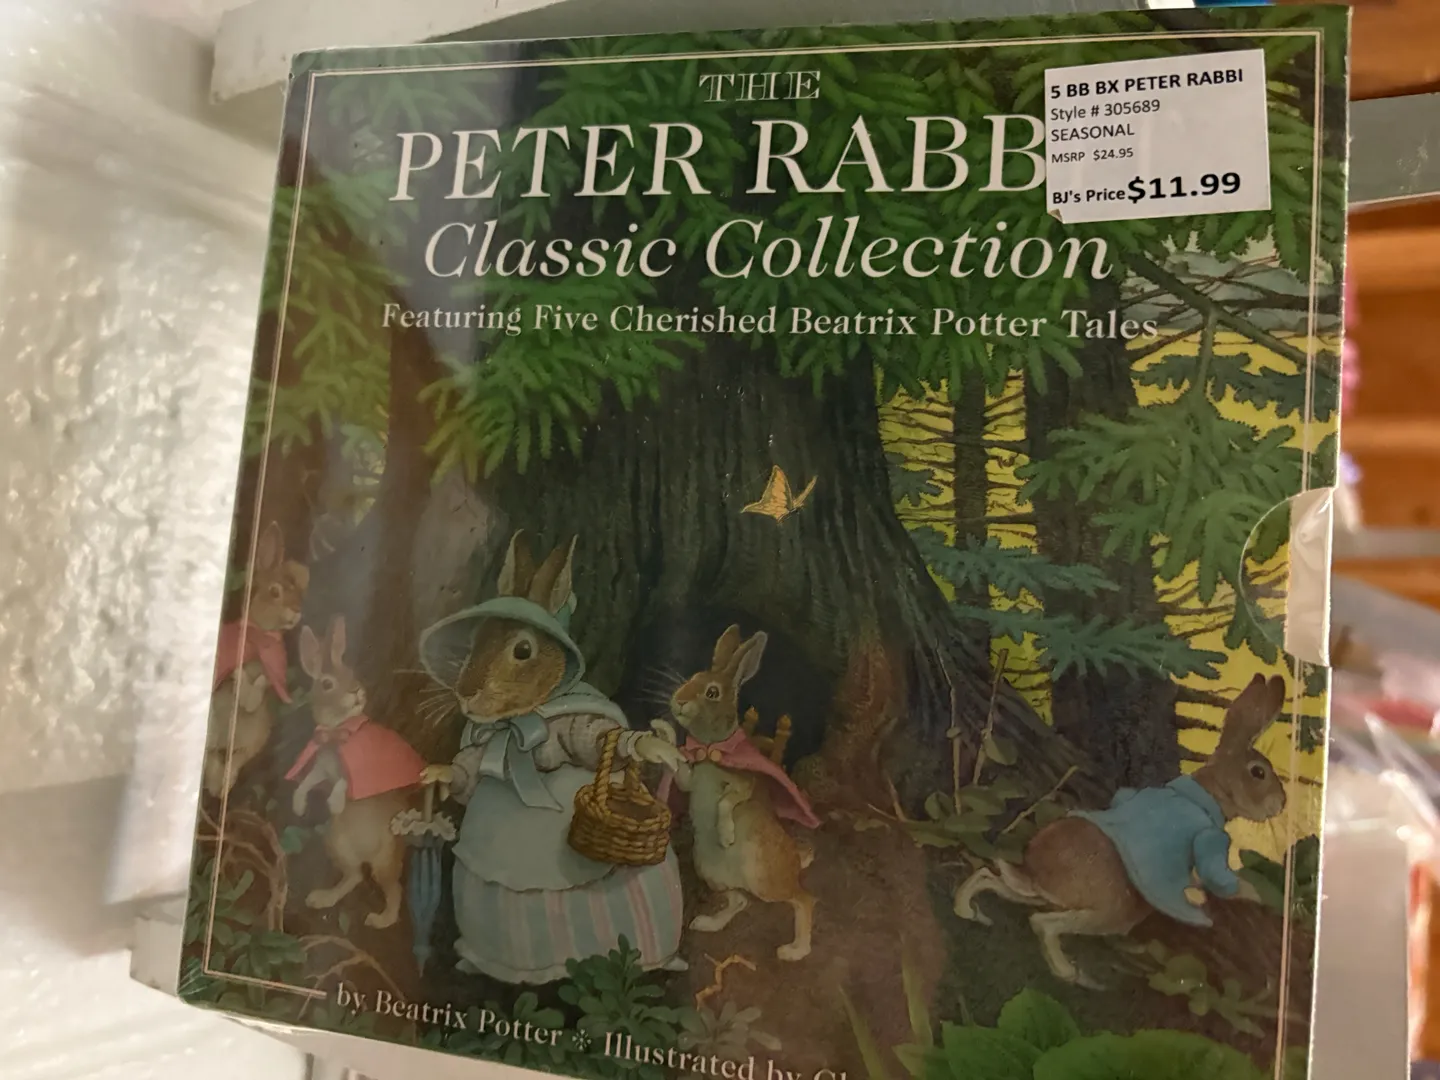 THE
PETER RABB
Classic Collection
Featuring Five Cherished Beatrix Potter Tales
5 BB BX PETER RABBI
Style # 305689
SEASONAL
MSRP $24.95
BJ's Price $11.99
by Beatrix Potter ❊ Illustrated by